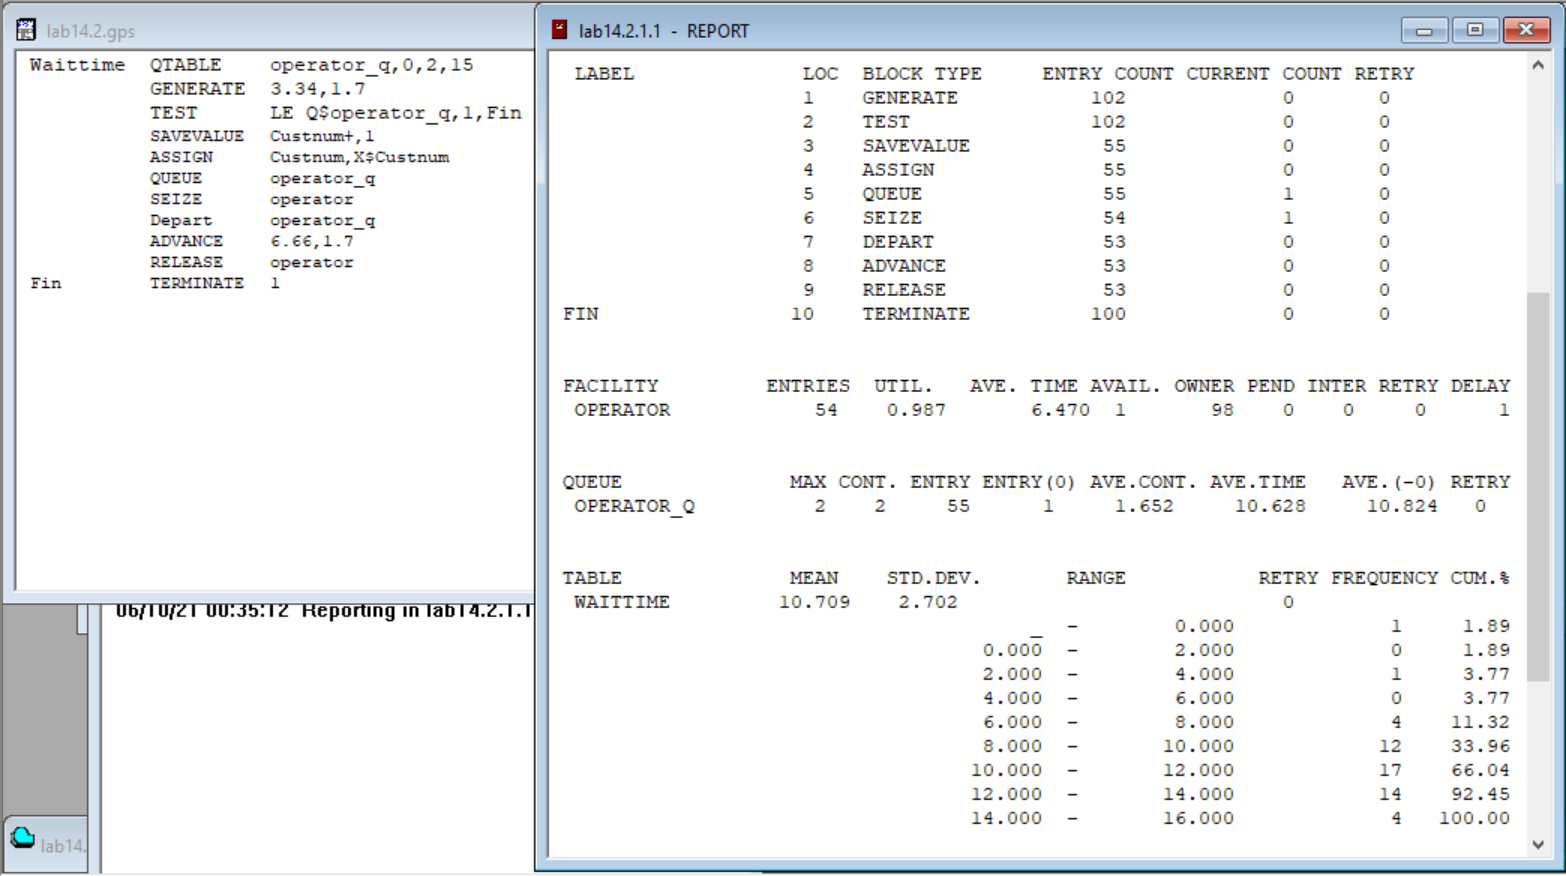 lab14.2.gps
Waittime QTABLE operator_q,0,2,15
GENERATE 3.34,1.7
TEST LE Q$operator_q,1,Fin
SAVEVALUE Custnum+,1
ASSIGN Custnum,X$Custnum
QUEUE operator_q
SEIZE operator
Depart operator_q
ADVANCE 6.66,1.7
RELEASE operator
Fin TERMINATE 1
06/10/21 00:35:12 Reporting in lab14.2.1.1
lab14.
lab14.2.1.1 - REPORT
LABEL LOC BLOCK TYPE ENTRY COUNT CURRENT COUNT RETRY
1 GENERATE 102 0 0
2 TEST 102 0 0
3 SAVEVALUE 55 0 0
4 ASSIGN 55 0 0
5 QUEUE 55 1 0
6 SEIZE 54 1 0
7 DEPART 53 0 0
8 ADVANCE 53 0 0
9 RELEASE 53 0 0
FIN 10 TERMINATE 100 0 0
FACILITY ENTRIES UTIL. AVE. TIME AVAIL. OWNER PEND INTER RETRY DELAY
OPERATOR 54 0.987 6.470 1 98 0 0 0 1
QUEUE MAX CONT. ENTRY ENTRY(0) AVE.CONT. AVE.TIME AVE.(-0) RETRY
OPERATOR_Q 2 2 55 1 1.652 10.628 10.824 0
TABLE MEAN STD.DEV. RANGE RETRY FREQUENCY CUM.%
WAITTIME 10.709 2.702 0
_ - 0.000 1 1.89
0.000 - 2.000 0 1.89
2.000 - 4.000 1 3.77
4.000 - 6.000 0 3.77
6.000 - 8.000 4 11.32
8.000 - 10.000 12 33.96
10.000 - 12.000 17 66.04
12.000 - 14.000 14 92.45
14.000 - 16.000 4 100.00